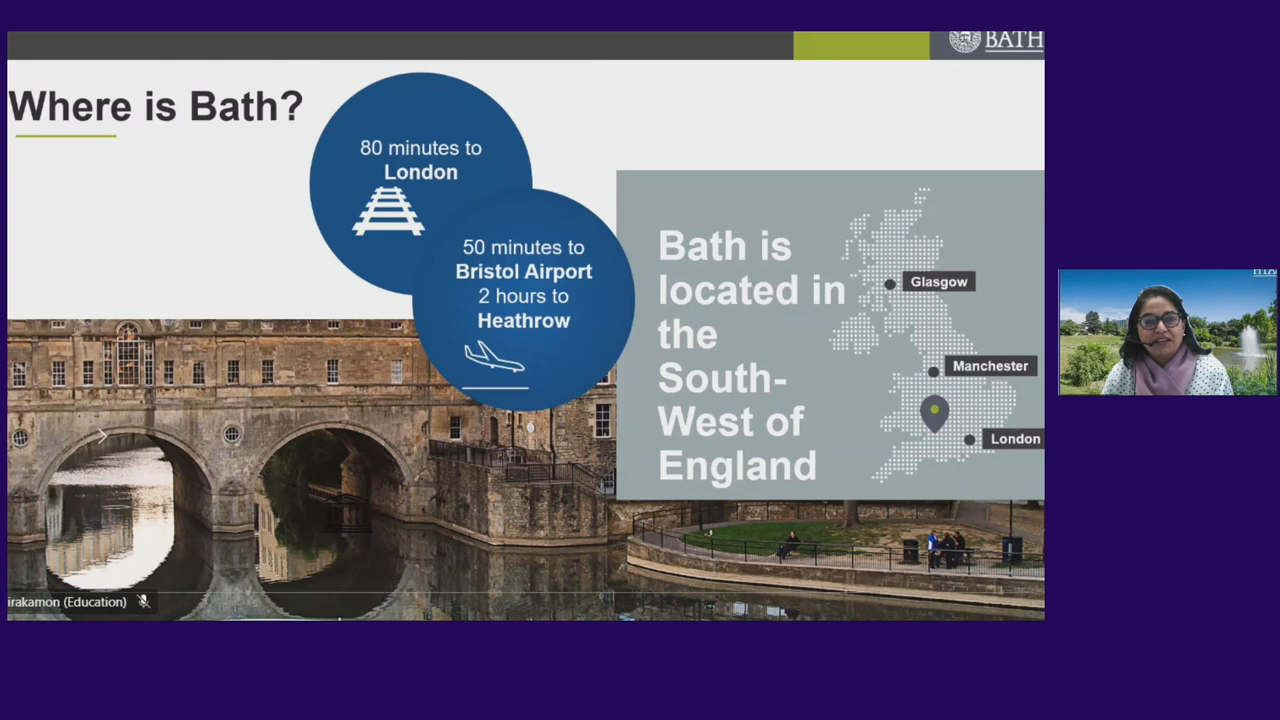 BATH
Where is Bath?
80 minutes to
London
50 minutes to
Bristol Airport
2 hours to
Heathrow
Bath is
located in
the
South-
West of
England
Glasgow
Manchester
London
irakamon (Education)